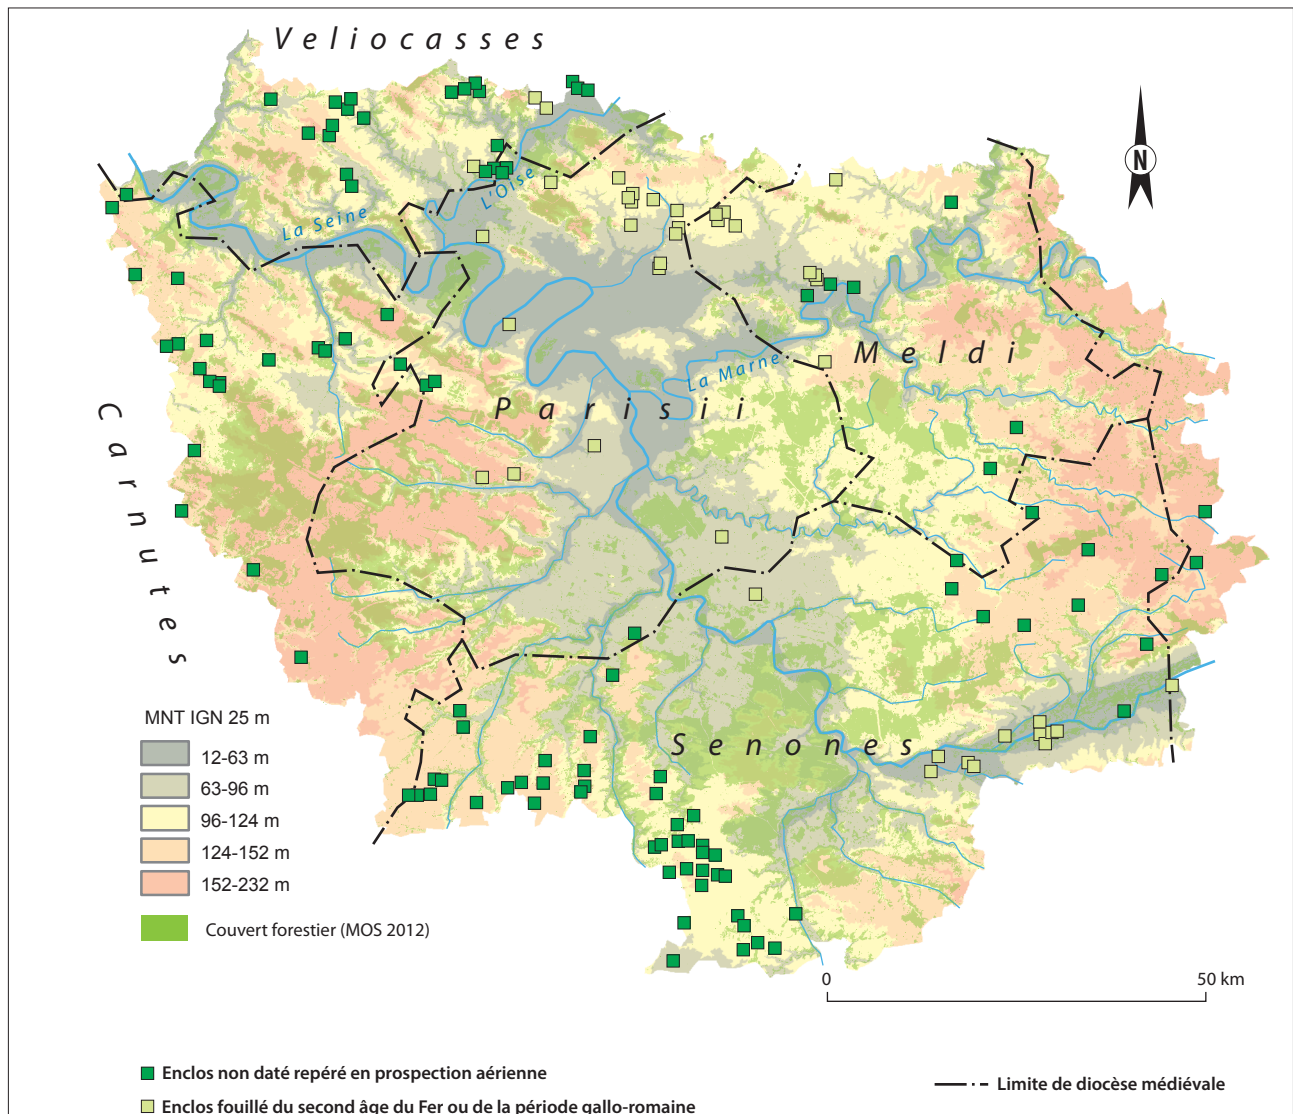 Veliocasses
N
L'Oise
La Seine
Meldi
La Marne
Parisii
Carnutes
Senones
MNT IGN 25 m
12-63 m
63-96 m
96-124 m
124-152 m
152-232 m
Couvert forestier (MOS 2012)
0 50 km
Enclos non daté repéré en prospection aérienne
Limite de diocèse médiévale
Enclos fouillé du second âge du Fer ou de la période gallo-romaine